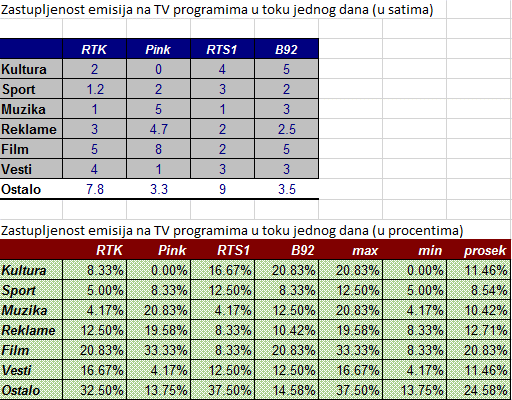 Zastupljenost emisija na TV programima u toku jednog dana (u satima)
RTK Pink RTS1 B92
Kultura 2 0 4 5
Sport 1.2 2 3 2
Muzika 1 5 1 3
Reklame 3 4.7 2 2.5
Film 5 8 2 5
Vesti 4 1 3 3
Ostalo 7.8 3.3 9 3.5
Zastupljenost emisija na TV programima u toku jednog dana (u procentima)
RTK Pink RTS1 B92 max min prosek
Kultura 8.33% 0.00% 16.67% 20.83% 20.83% 0.00% 11.46%
Sport 5.00% 8.33% 12.50% 8.33% 12.50% 5.00% 8.54%
Muzika 4.17% 20.83% 4.17% 12.50% 20.83% 4.17% 10.42%
Reklame 12.50% 19.58% 8.33% 10.42% 19.58% 8.33% 12.71%
Film 20.83% 33.33% 8.33% 20.83% 33.33% 8.33% 20.83%
Vesti 16.67% 4.17% 12.50% 12.50% 16.67% 4.17% 11.46%
Ostalo 32.50% 13.75% 37.50% 14.58% 37.50% 13.75% 24.58%